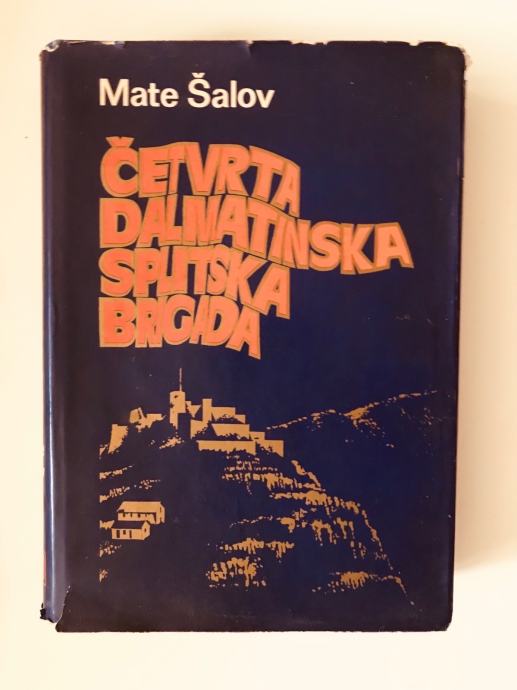 Mate Šalov
ČETVRTA
DALMATINSKA
SPLITSKA
BRIGADA